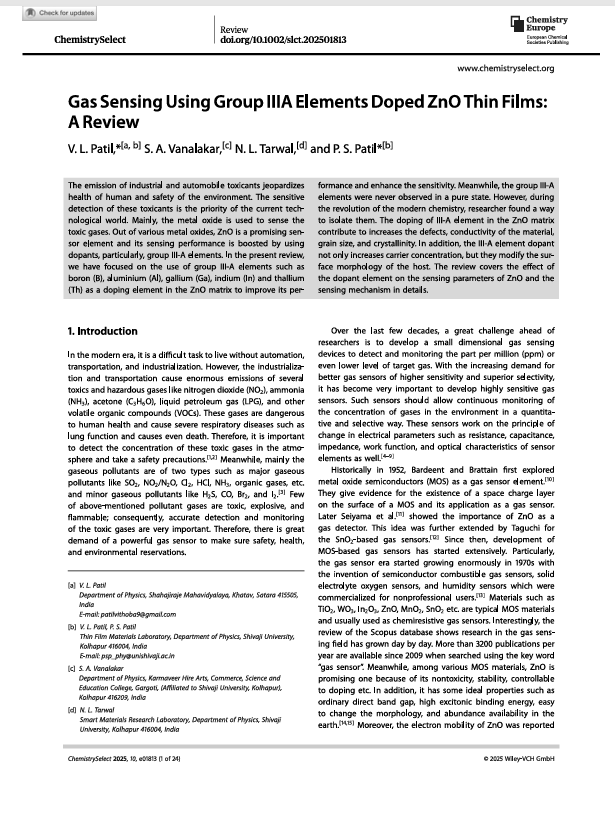 Check for updates
ChemistrySelect
Review
doi.org/10.1002/slct.202501813
Chemistry
Europe
European Chemical
Societies Publishing
www.chemistryselect.org
Gas Sensing Using Group IIIA Elements Doped ZnO Thin Films:
A Review
V. L. Patil,*[a, b] S. A. Vanalakar,[c] N. L. Tarwal,[d] and P. S. Patil*[b]
The emission of industrial and automobile toxicants jeopardizes
health of human and safety of the environment. The sensitive
detection of these toxicants is the priority of the current tech-
nological world. Mainly, the metal oxide is used to sense the
toxic gases. Out of various metal oxides, ZnO is a promising sen-
sor element and its sensing performance is boosted by using
dopants, particularly, group III-A elements. In the present review,
we have focused on the use of group III-A elements such as
boron (B), aluminium (Al), gallium (Ga), indium (In) and thallium
(Th) as a doping element in the ZnO matrix to improve its per-
formance and enhance the sensitivity. Meanwhile, the group III-A
elements were never observed in a pure state. However, during
the revolution of the modern chemistry, researcher found a way
to isolate them. The doping of III-A element in the ZnO matrix
contribute to increases the defects, conductivity of the material,
grain size, and crystallinity. In addition, the III-A element dopant
not only increases carrier concentration, but they modify the sur-
face morphology of the host. The review covers the effect of
the dopant element on the sensing parameters of ZnO and the
sensing mechanism in details.
1. Introduction
In the modern era, it is a difficult task to live without automation,
transportation, and industrialization. However, the industrializa-
tion and transportation cause enormous emissions of several
toxics and hazardous gases like nitrogen dioxide (NO₂), ammonia
(NH₃), acetone (C₃H₆O), liquid petroleum gas (LPG), and other
volatile organic compounds (VOCs). These gases are dangerous
to human health and cause severe respiratory diseases such as
lung function and causes even death. Therefore, it is important
to detect the concentration of these toxic gases in the atmo-
sphere and take a safety precautions.[1,2] Meanwhile, mainly the
gaseous pollutants are of two types such as major gaseous
pollutants like SO₂, NO₂/N₂O, Cl₂, HCl, NH₃, organic gases, etc.
and minor gaseous pollutants like H₂S, CO, Br₂, and I₂.[3] Few
of above-mentioned pollutant gases are toxic, explosive, and
flammable; consequently, accurate detection and monitoring
of the toxic gases are very important. Therefore, there is great
demand of a powerful gas sensor to make sure safety, health,
and environmental reservations.
[a] V. L. Patil
Department of Physics, Shahajiraje Mahavidyalaya, Khatav, Satara 415505,
India
E-mail: patilvithoba9@gmail.com
[b] V. L. Patil, P. S. Patil
Thin Film Materials Laboratory, Department of Physics, Shivaji University,
Kolhapur 416004, India
E-mail: psp_phy@unishivaji.ac.in
[c] S. A. Vanalakar
Department of Physics, Karmaveer Hire Arts, Commerce, Science and
Education College, Gargoti, (Affiliated to Shivaji University, Kolhapur),
Kolhapur 416209, India
[d] N. L. Tarwal
Smart Materials Research Laboratory, Department of Physics, Shivaji
University, Kolhapur 416004, India
Over the last few decades, a great challenge ahead of
researchers is to develop a small dimensional gas sensing
devices to detect and monitoring the part per million (ppm) or
even lower level of target gas. With the increasing demand for
better gas sensors of higher sensitivity and superior selectivity,
it has become very important to develop highly sensitive gas
sensors. Such sensors should allow continuous monitoring of
the concentration of gases in the environment in a quantita-
tive and selective way. These sensors work on the principle of
change in electrical parameters such as resistance, capacitance,
impedance, work function, and optical characteristics of sensor
elements as well.[4–9]
Historically in 1952, Bardeent and Brattain first explored
metal oxide semiconductors (MOS) as a gas sensor element.[10]
They give evidence for the existence of a space charge layer
on the surface of a MOS and its application as a gas sensor.
Later Seiyama et al.[11] showed the importance of ZnO as a
gas detector. This idea was further extended by Taguchi for
the SnO₂-based gas sensors.[12] Since then, development of
MOS-based gas sensors has started extensively. Particularly,
the gas sensor era started growing enormously in 1970s with
the invention of semiconductor combustible gas sensors, solid
electrolyte oxygen sensors, and humidity sensors which were
commercialized for nonprofessional users.[13] Materials such as
TiO₂, WO₃, In₂O₃, ZnO, MnO₂, SnO₂ etc. are typical MOS materials
and usually used as chemiresistive gas sensors. Interestingly, the
review of the Scopus database shows research in the gas sens-
ing field has grown day by day. More than 3200 publications per
year are available since 2009 when searched using the key word
"gas sensor". Meanwhile, among various MOS materials, ZnO is
promising one because of its nontoxicity, stability, controllable
to doping etc. In addition, it has some ideal properties such as
ordinary direct band gap, high excitonic binding energy, easy
to change the morphology, and abundance availability in the
earth.[14,15] Moreover, the electron mobility of ZnO was reported
ChemistrySelect 2025, 10, e01813 (1 of 24)
© 2025 Wiley-VCH GmbH